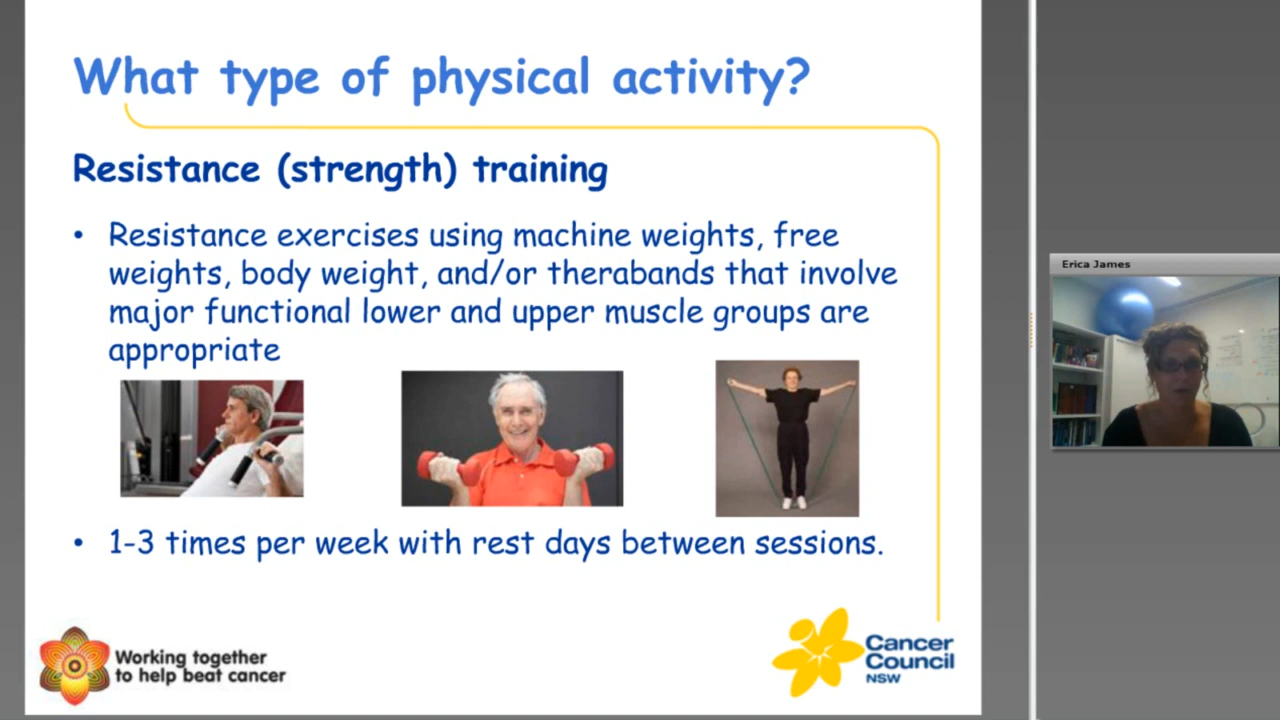 What type of physical activity?
Resistance (strength) training
• Resistance exercises using machine weights, free
weights, body weight, and/or therabands that involve
major functional lower and upper muscle groups are
appropriate
• 1-3 times per week with rest days between sessions.
Working together
to help beat cancer
Cancer
Council
NSW
Erica James